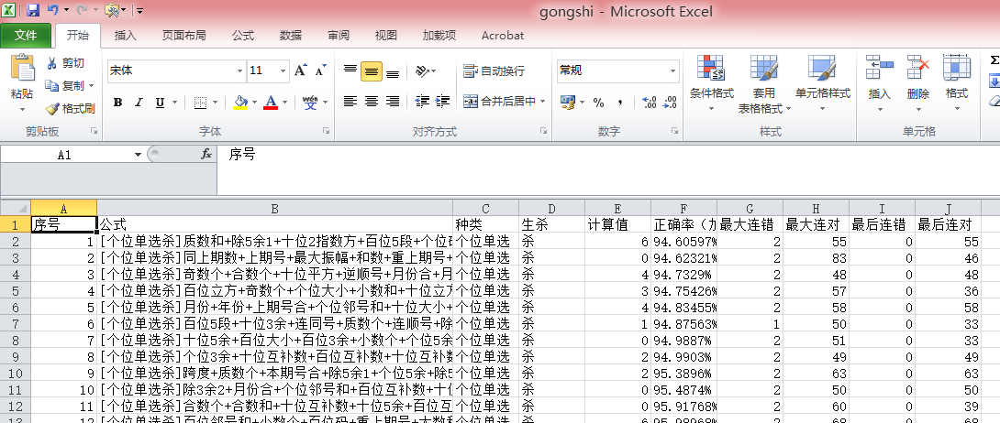 gongshi - Microsoft Excel
文件 开始 插入 页面布局 公式 数据 审阅 视图 加载项 Acrobat
粘贴 剪切 复制 格式刷 宋体 11 自动换行 合并后居中 常规 条件格式 套用表格格式 单元格样式 插入 删除 格式
剪贴板 字体 对齐方式 数字 样式 单元格
A1 fx 序号
A B C D E F G H I J
1 序号 公式 种类 生杀 计算值 正确率（加 最大连错 最大连对 最后连错 最后连对
2 1 [个位单选杀]质数和+除5余1+十位2指数方+百位5段+个位 个位单选 杀 6 94.60597% 2 55 0 55
3 2 [个位单选杀]同上期数+上期号+最大振幅+和数+重上期号+ 个位单选 杀 0 94.62321% 2 83 0 46
4 3 [个位单选杀]奇数个+合数个+十位平方+逆顺号+月份合+月 个位单选 杀 4 94.7329% 2 48 0 48
5 4 [个位单选杀]百位立方+奇数个+个位大小+小数和+十位立方 个位单选 杀 3 94.75426% 2 57 0 36
6 5 [个位单选杀]月份+年份+上期号合+个位邻号和+十位大小+ 个位单选 杀 4 94.83455% 2 58 0 58
7 6 [个位单选杀]百位5段+十位3余+连同号+质数个+连顺号+除 个位单选 杀 1 94.87563% 1 50 0 33
8 7 [个位单选杀]十位5余+百位大小+百位3余+小数个+个位5余 个位单选 杀 0 94.9887% 2 51 0 33
9 8 [个位单选杀]个位3余+十位互补数+百位互补数+十位互补数 个位单选 杀 2 94.9903% 2 49 0 49
10 9 [个位单选杀]跨度+质数个+本期号合+除5余1+个位5余+除5 个位单选 杀 2 95.3896% 2 63 0 63
11 10 [个位单选杀]除3余2+月份合+个位邻号和+百位互补数+十 个位单选 杀 0 95.4874% 2 50 0 50
12 11 [个位单选杀]合数个+合数和+十位互补数+十位5余+百位互 个位单选 杀 0 95.91768% 2 60 0 39